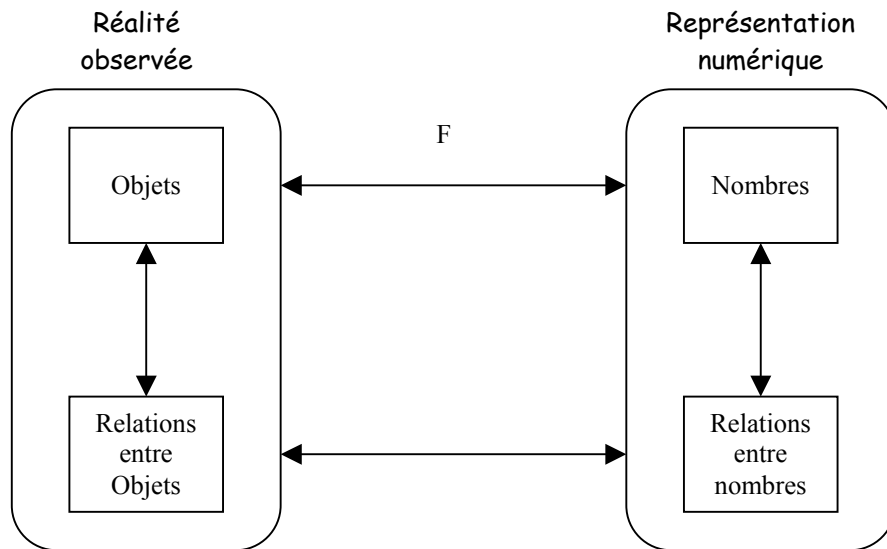 Réalité
observée
Représentation
numérique
F
Objets
Nombres
Relations
entre
Objets
Relations
entre
nombres